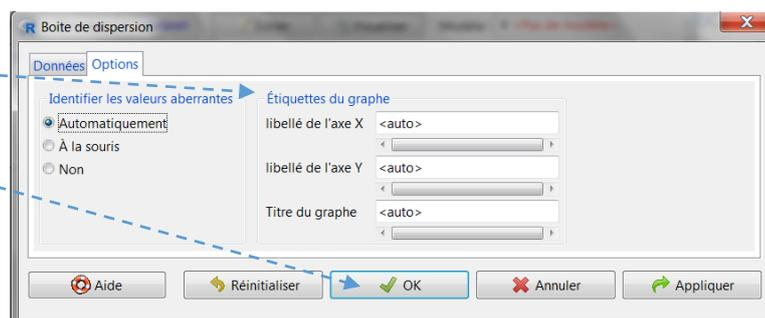 Boite de dispersion
Données Options
Identifier les valeurs aberrantes Étiquettes du graphe
Automatiquement libellé de l'axe X <auto>
À la souris
Non libellé de l'axe Y <auto>
Titre du graphe <auto>
Aide Réinitialiser OK Annuler Appliquer